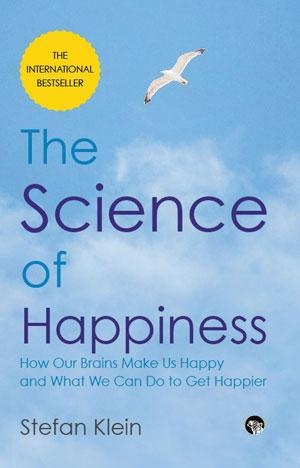 THE
INTERNATIONAL
BESTSELLER
The
Science
of
Happiness
How Our Brains Make Us Happy
and What We Can Do to Get Happier
Stefan Klein